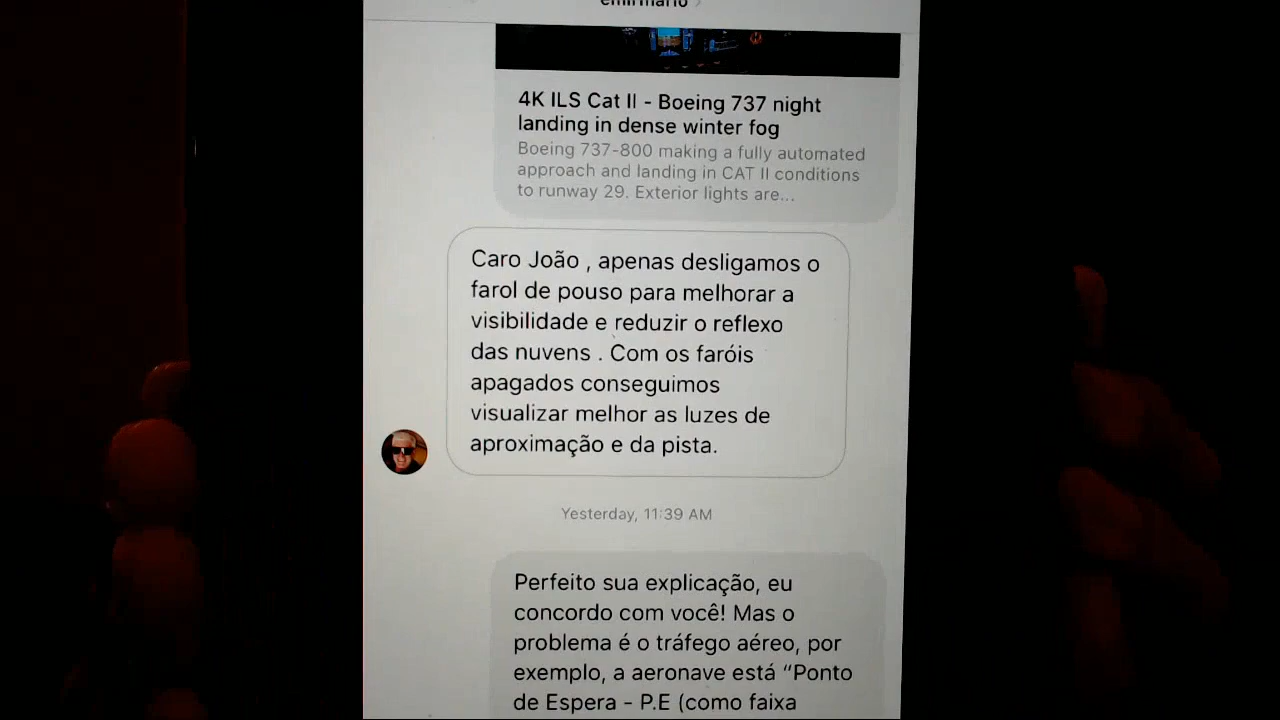 emirmario
4K ILS Cat II - Boeing 737 night
landing in dense winter fog
Boeing 737-800 making a fully automated
approach and landing in CAT II conditions
to runway 29. Exterior lights are...
Caro João , apenas desligamos o
farol de pouso para melhorar a
visibilidade e reduzir o reflexo
das nuvens . Com os faróis
apagados conseguimos
visualizar melhor as luzes de
aproximação e da pista.
Yesterday, 11:39 AM
Perfeito sua explicação, eu
concordo com você! Mas o
problema é o tráfego aéreo, por
exemplo, a aeronave está “Ponto
de Espera - P.E (como faixa